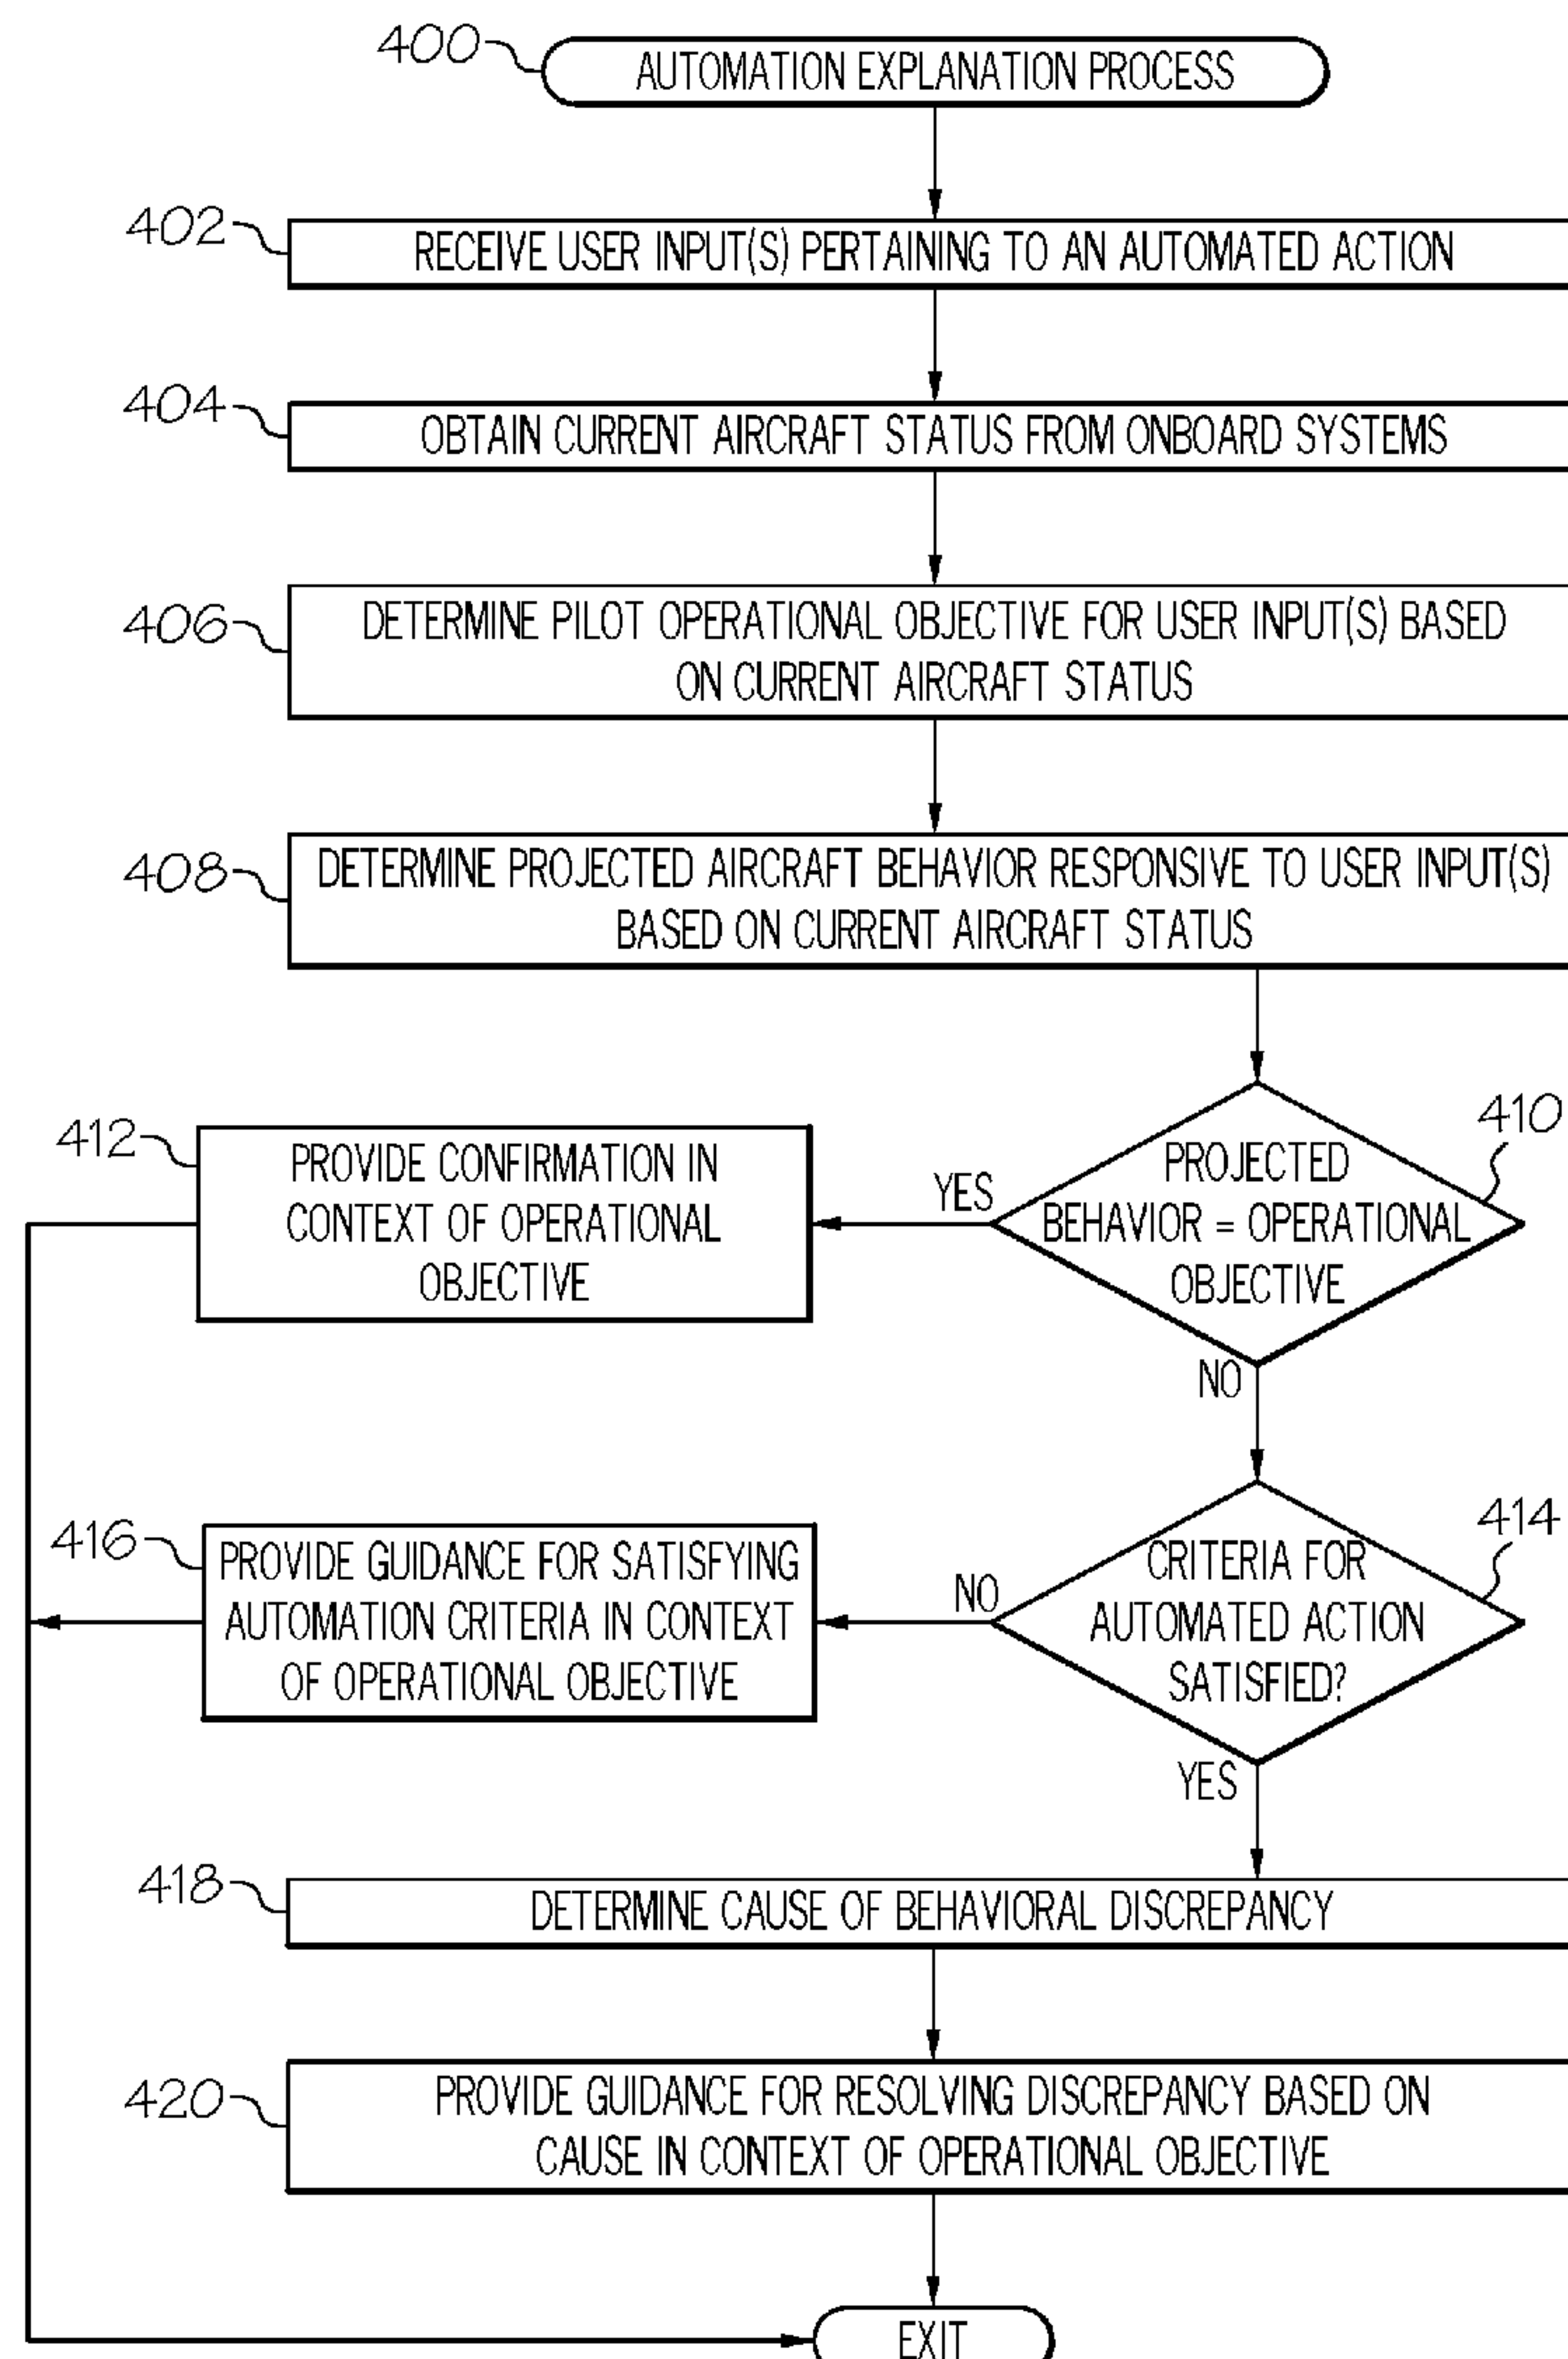 400
AUTOMATION EXPLANATION PROCESS
402
RECEIVE USER INPUT(S) PERTAINING TO AN AUTOMATED ACTION
404
OBTAIN CURRENT AIRCRAFT STATUS FROM ONBOARD SYSTEMS
406
DETERMINE PILOT OPERATIONAL OBJECTIVE FOR USER INPUT(S) BASED
ON CURRENT AIRCRAFT STATUS
408
DETERMINE PROJECTED AIRCRAFT BEHAVIOR RESPONSIVE TO USER INPUT(S)
BASED ON CURRENT AIRCRAFT STATUS
410
PROJECTED
BEHAVIOR = OPERATIONAL
OBJECTIVE
YES
412
PROVIDE CONFIRMATION IN
CONTEXT OF OPERATIONAL
OBJECTIVE
NO
414
CRITERIA FOR
AUTOMATED ACTION
SATISFIED?
NO
416
PROVIDE GUIDANCE FOR SATISFYING
AUTOMATION CRITERIA IN CONTEXT
OF OPERATIONAL OBJECTIVE
YES
418
DETERMINE CAUSE OF BEHAVIORAL DISCREPANCY
420
PROVIDE GUIDANCE FOR RESOLVING DISCREPANCY BASED ON
CAUSE IN CONTEXT OF OPERATIONAL OBJECTIVE
EXIT